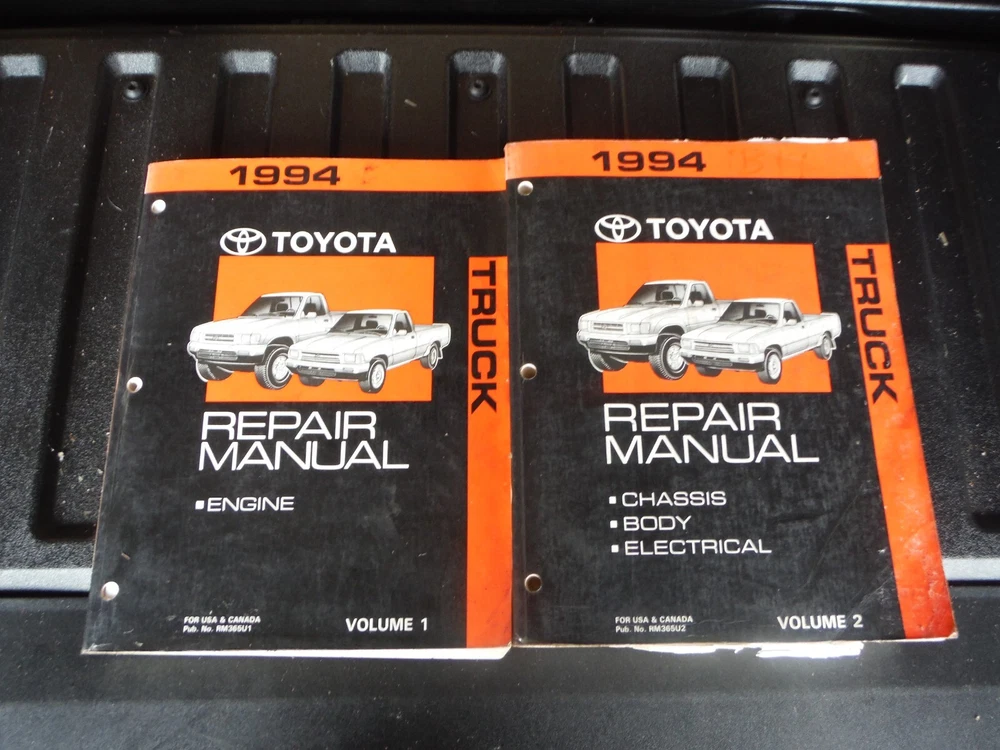 1994
TOYOTA
TRUCK
REPAIR
MANUAL
▪ ENGINE
FOR USA & CANADA
Pub. No. RM365U1
VOLUME 1
1994
TOYOTA
TRUCK
REPAIR
MANUAL
▪ CHASSIS
▪ BODY
▪ ELECTRICAL
FOR USA & CANADA
Pub. No. RM365U2
VOLUME 2